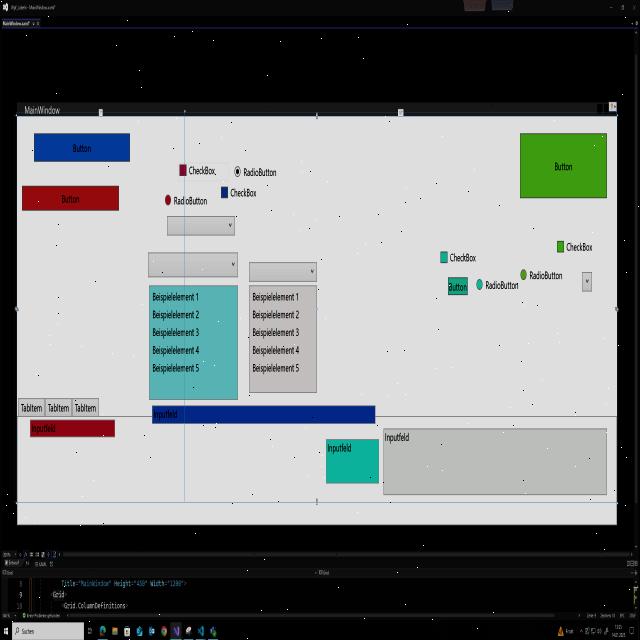 MainWindow.xaml*
MainWindow
Button
Button
Button
CheckBox
RadioButton
RadioButton
CheckBox
CheckBox
CheckBox
RadioButton
Button
RadioButton
Beispielelement 1
Beispielelement 2
Beispielelement 3
Beispielelement 4
Beispielelement 5
Beispielelement 1
Beispielelement 2
Beispielelement 3
Beispielelement 4
Beispielelement 5
TabItem
TabItem
TabItem
Inputfeld
Inputfeld
Inputfeld
Inputfeld
Title="MainWindow" Height="450" Width="1200">
9
<Grid>
<Grid.ColumnDefinitions>
Suchen